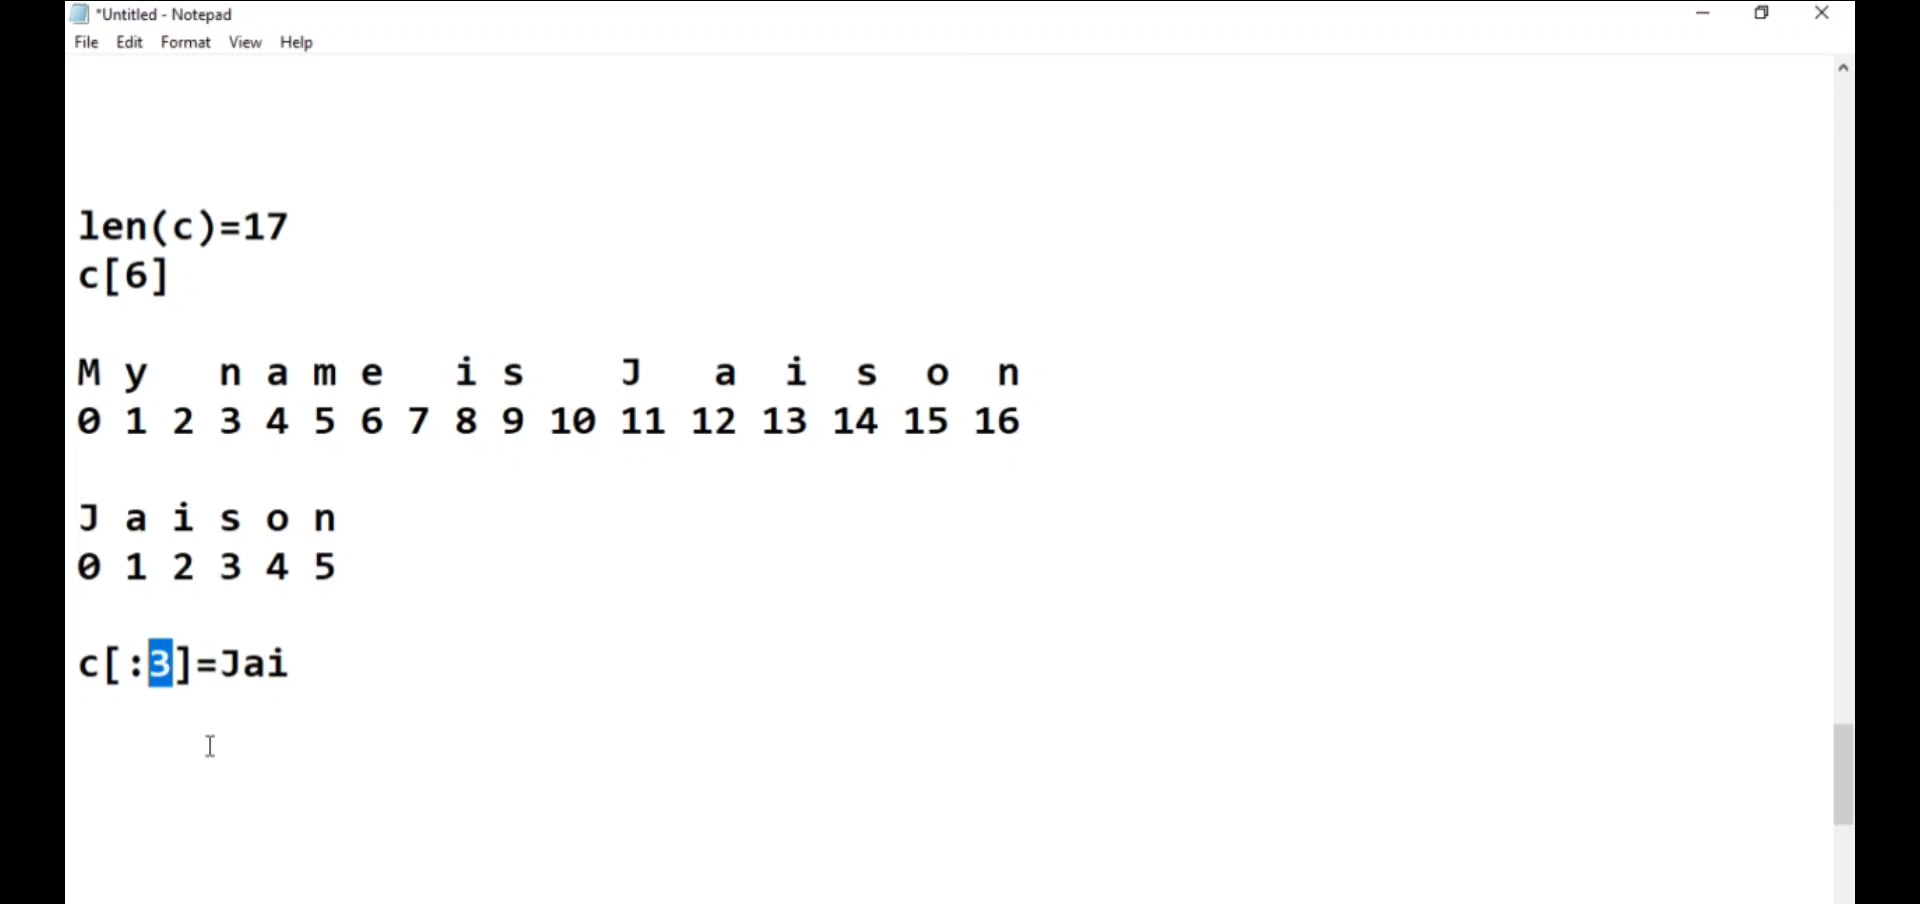 *Untitled - Notepad
File Edit Format View Help
len(c)=17
c[6]
M y n a m e i s J a i s o n
0 1 2 3 4 5 6 7 8 9 10 11 12 13 14 15 16
J a i s o n
0 1 2 3 4 5
c[:3]=Jai